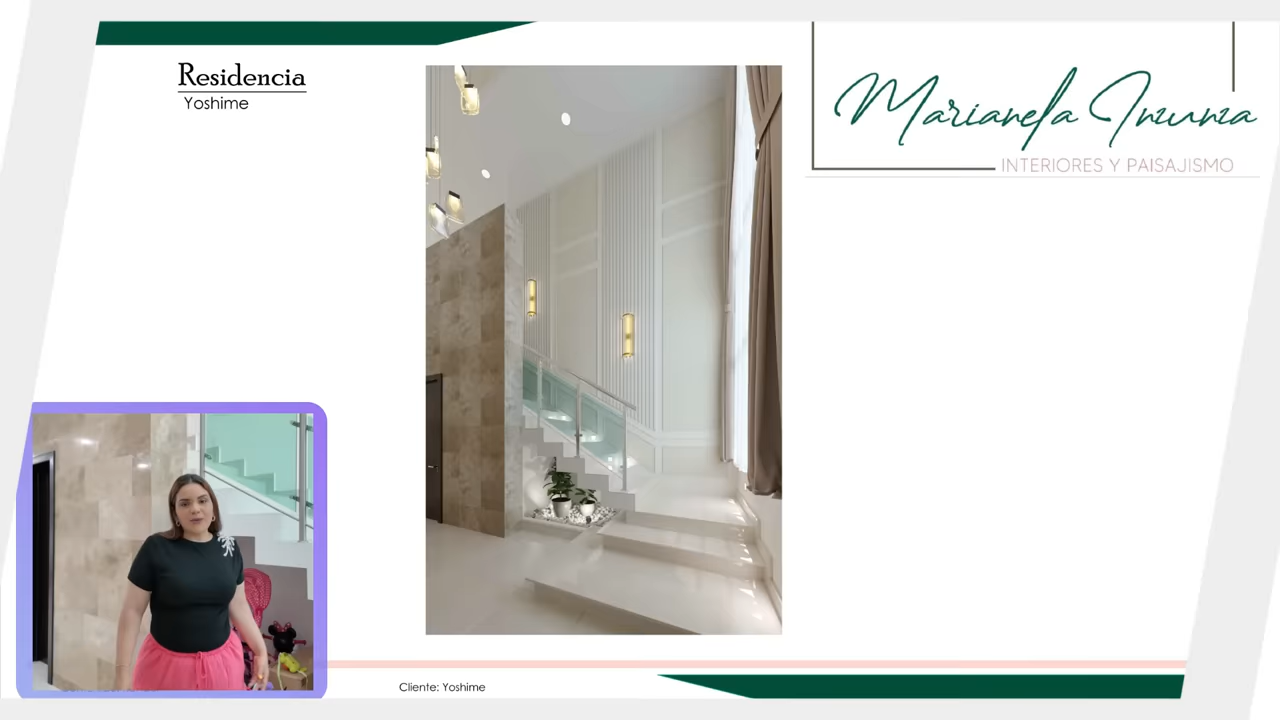 Residencia
Yoshime
Marianela Inzunza
INTERIORES Y PAISAJISMO
Cliente: Yoshime